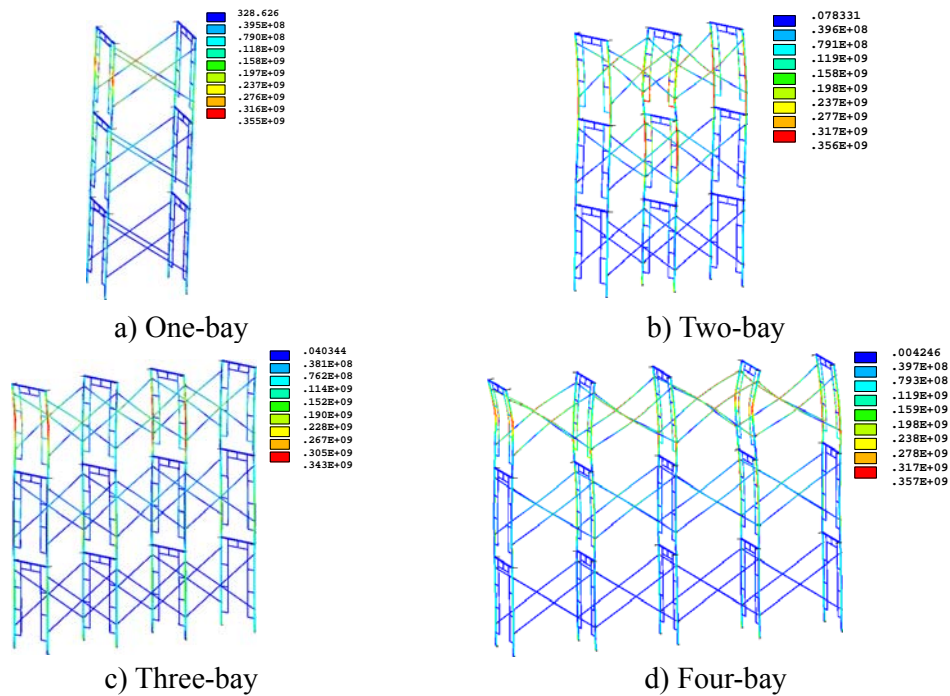 328.626
.395E+08
.790E+08
.118E+09
.158E+09
.197E+09
.237E+09
.276E+09
.316E+09
.355E+09
a) One-bay
.078331
.396E+08
.791E+08
.119E+09
.158E+09
.198E+09
.237E+09
.277E+09
.317E+09
.356E+09
b) Two-bay
.040344
.381E+08
.762E+08
.114E+09
.152E+09
.190E+09
.228E+09
.267E+09
.305E+09
.343E+09
c) Three-bay
.004246
.397E+08
.793E+08
.119E+09
.159E+09
.198E+09
.238E+09
.278E+09
.317E+09
.357E+09
d) Four-bay